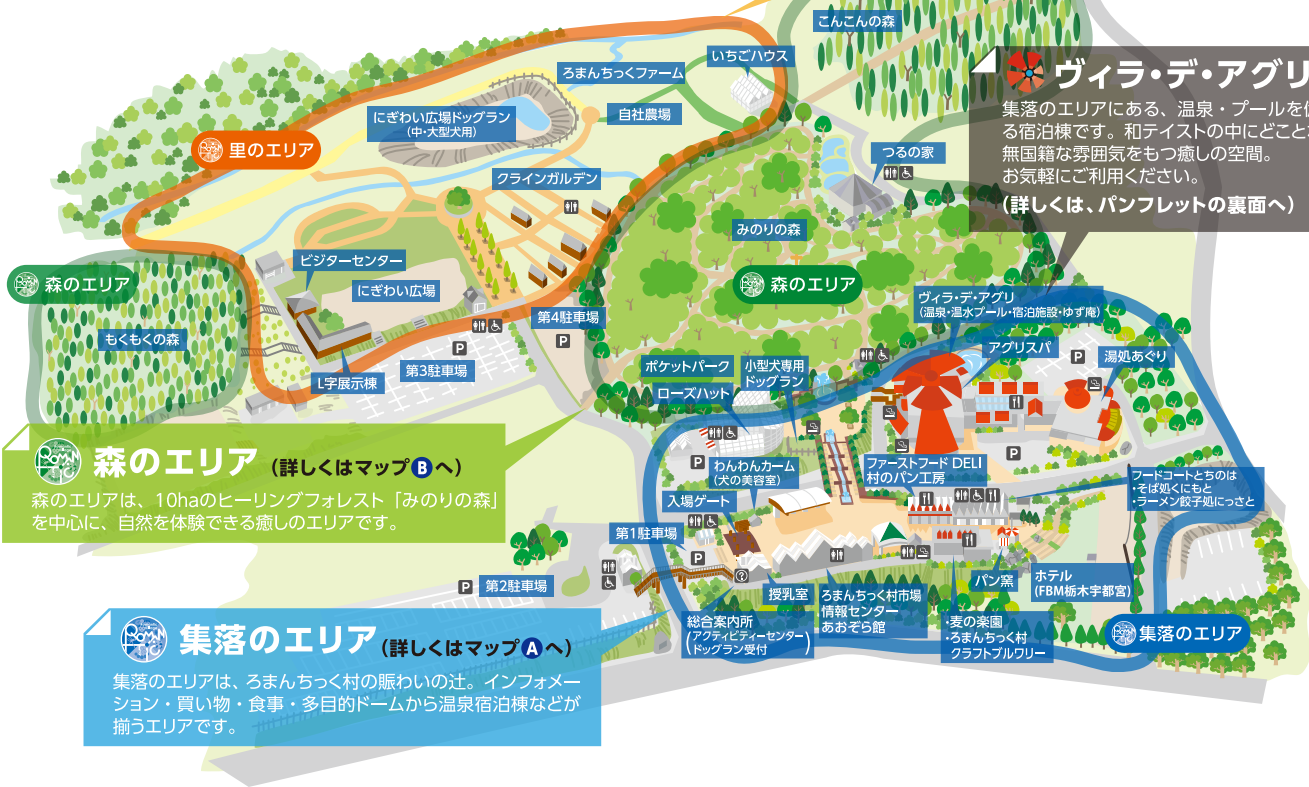 こんこんの森
いちごハウス
ろまんちっくファーム
自社農場
にぎわい広場ドッグラン
(中・大型犬用)
里のエリア
クラインガルデン
つるの家
みのりの森
森のエリア
ヴィラ・デ・アグリ
集落のエリアにある、温泉・プールを
る宿泊棟です。和テイストの中にどこと
無国籍な雰囲気をもつ癒しの空間。
お気軽にご利用ください。
(詳しくは、パンフレットの裏面へ)
ビジターセンター
にぎわい広場
森のエリア
もくもくの森
L字展示棟
第3駐車場
P
第4駐車場
P
ヴィラ・デ・アグリ
(温泉・温水プール・宿泊施設・ゆず庵)
アグリスパ
P
湯処あぐり
ポケットパーク
ローズハット
小型犬専用
ドッグラン
P
わんわんカーム
(犬の美容室)
入場ゲート
第1駐車場
P
ファーストフード DELI
村のパン工房
P
フードコートとちのは
・そば処くにもと
・ラーメン餃子処にっさと
森のエリア (詳しくはマップBへ)
森のエリアは、10haのヒーリングフォレスト「みのりの森」
を中心に、自然を体験できる癒しのエリアです。
P 第2駐車場
?
授乳室
総合案内所
(アクティビティーセンター)
ドッグラン受付
ろまんちっく村市場
情報センター
あおぞら館
パン窯
・麦の楽園
・ろまんちっく村
クラフトブルワリー
ホテル
(FBM栃木宇都宮)
集落のエリア
集落のエリア (詳しくはマップAへ)
集落のエリアは、ろまんちっく村の賑わいの辻。インフォメー
ション・買い物・食事・多目的ドームから温泉宿泊棟などが
揃うエリアです。